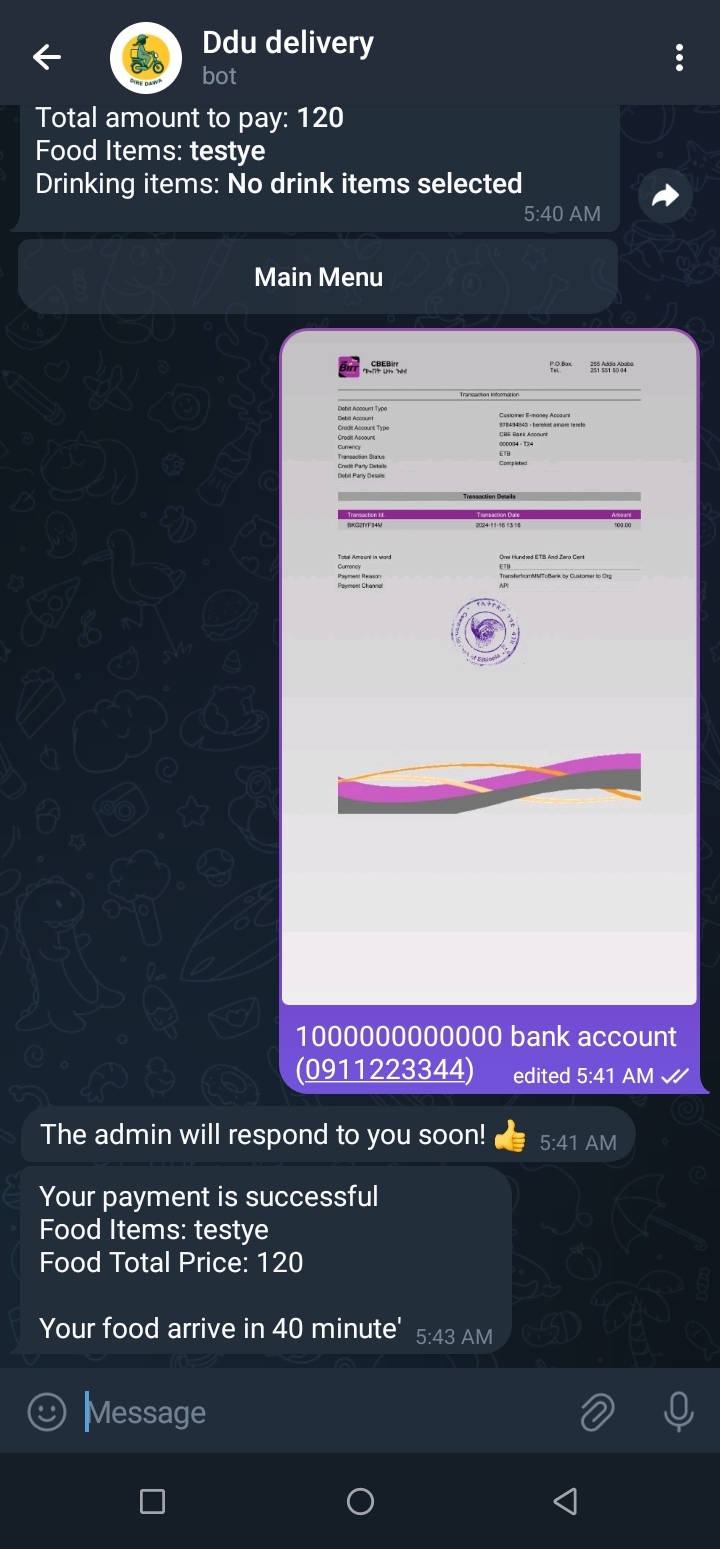 Ddu delivery
bot
DIRE DAWA
Total amount to pay: 120
Food Items: testye
Drinking items: No drink items selected
5:40 AM
Main Menu
CBEBirr
P.O.Box. 255 Addis Ababa
Tel.. 251 551 50 04
Transaction Information
Debit Account Type
Debit Account
Credit Account Type
Credit Account
Currency
Transaction Status
Credit Party Details
Debit Party Details
Customer E-money Account
CBE Bank Account
000004 - T24
ETB
Completed
Transaction Details
Transaction Id. Transaction Date Amount
2024-11-16 13:16 100.00
Total Amount in word One Hundred ETB And Zero Cent
Currency ETB
Payment Reason TransferfromMMToBank by Customer to Org
Payment Channel API
of Ethiopia
1000000000000 bank account
(0911223344) edited 5:41 AM
The admin will respond to you soon! 👍 5:41 AM
Your payment is successful
Food Items: testye
Food Total Price: 120
Your food arrive in 40 minute' 5:43 AM
Message